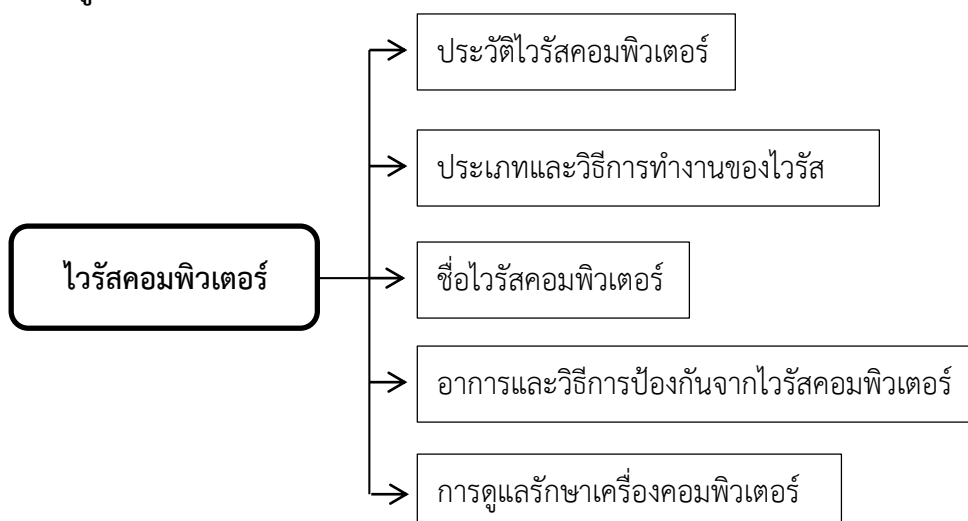 ประวัติไวรัสคอมพิวเตอร์
ประเภทและวิธีการทำงานของไวรัส
ไวรัสคอมพิวเตอร์
ชื่อไวรัสคอมพิวเตอร์
อาการและวิธีการป้องกันจากไวรัสคอมพิวเตอร์
การดูแลรักษาเครื่องคอมพิวเตอร์